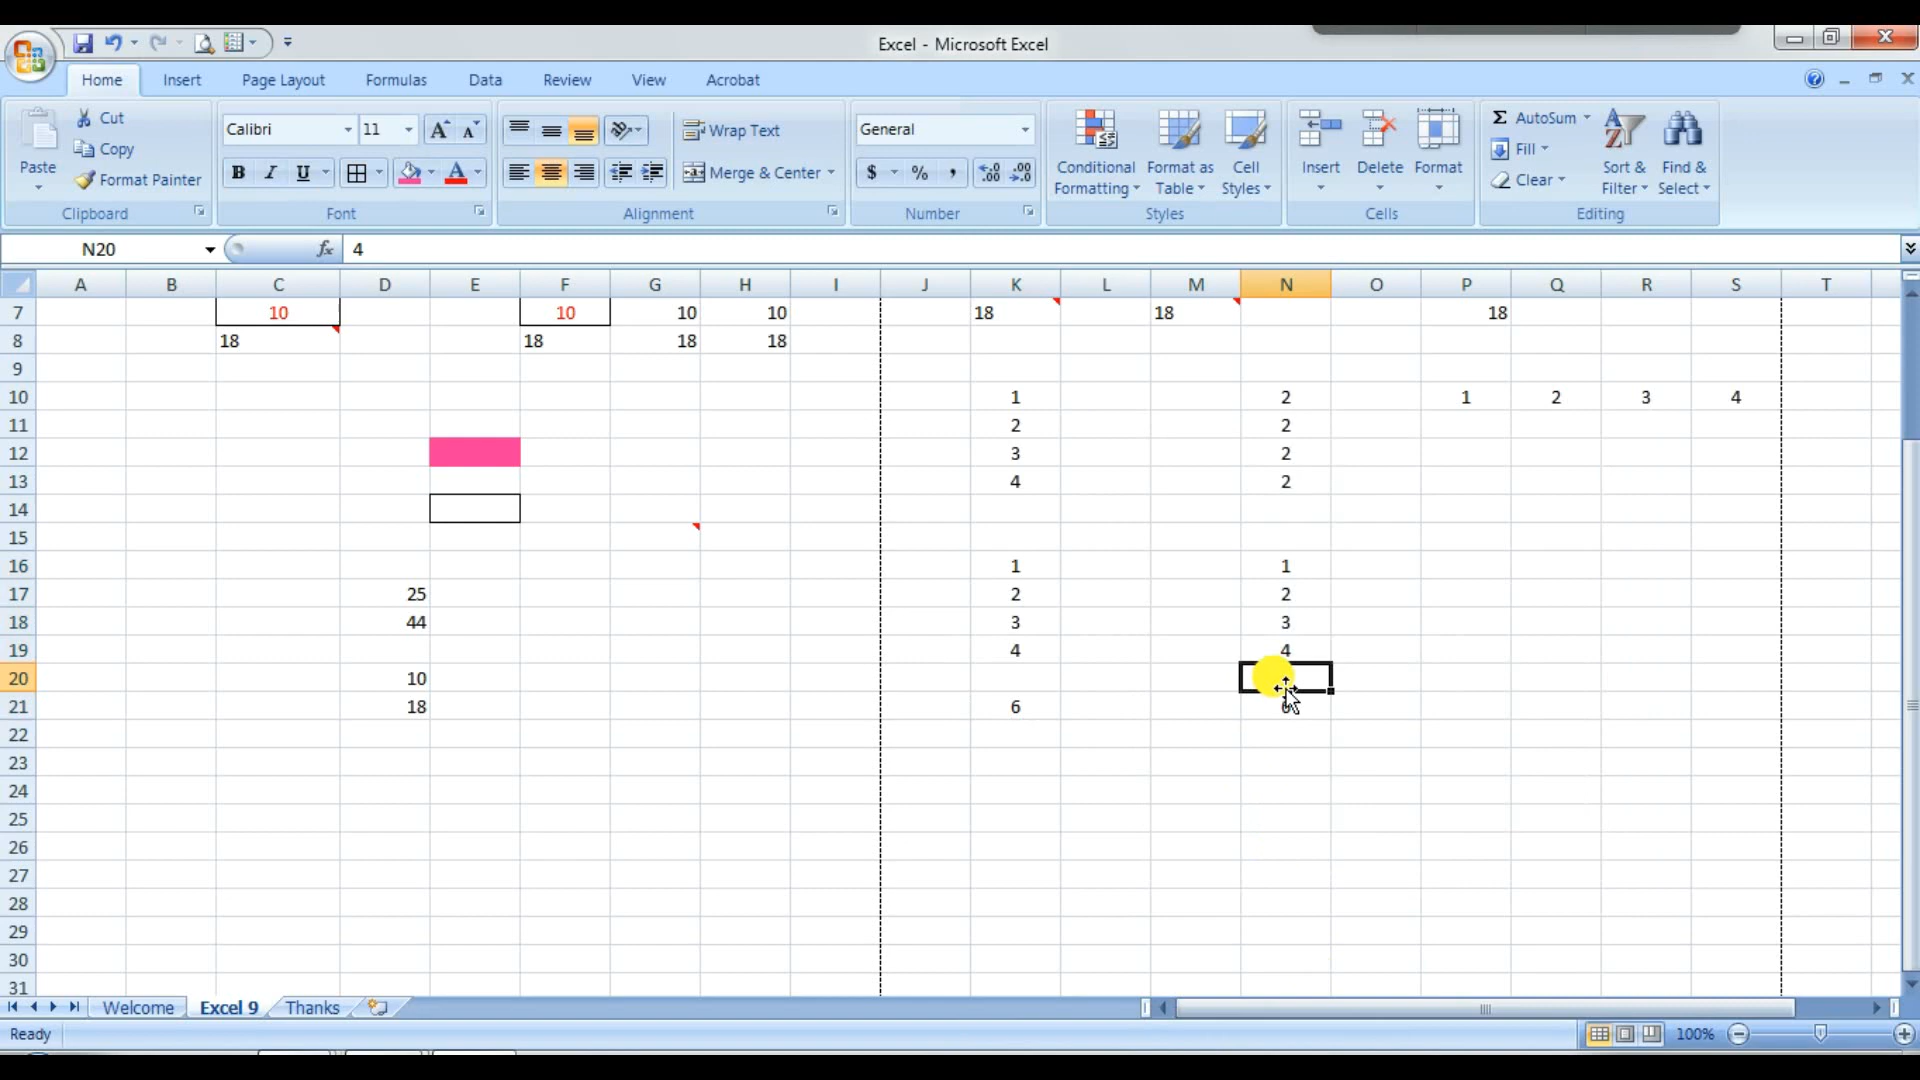 Excel - Microsoft Excel
Home Insert Page Layout Formulas Data Review View Acrobat
Paste
Cut
Copy
Format Painter
Clipboard
Calibri 11 A A
B I U A
Font
Wrap Text
Merge & Center
Alignment
General
$ % , .00 .00
Number
Conditional Formatting
Format as Table
Cell Styles
Styles
Insert Delete Format
Cells
Σ AutoSum
Fill
Clear
Sort & Filter
Find & Select
Editing
N20 fx 4
A B C D E F G H I J K L M N O P Q R S T
7 10 10 10 10 18 18 18
8 18 18 18 18
9
10 1 2 1 2 3 4
11 2 2
12 3 2
13 4 2
14
15
16 1 1
17 25 2 2
18 44 3 3
19 4 4
20 10
21 18 6
22
23
24
25
26
27
28
29
30
31
Welcome Excel 9 Thanks
Ready 100%